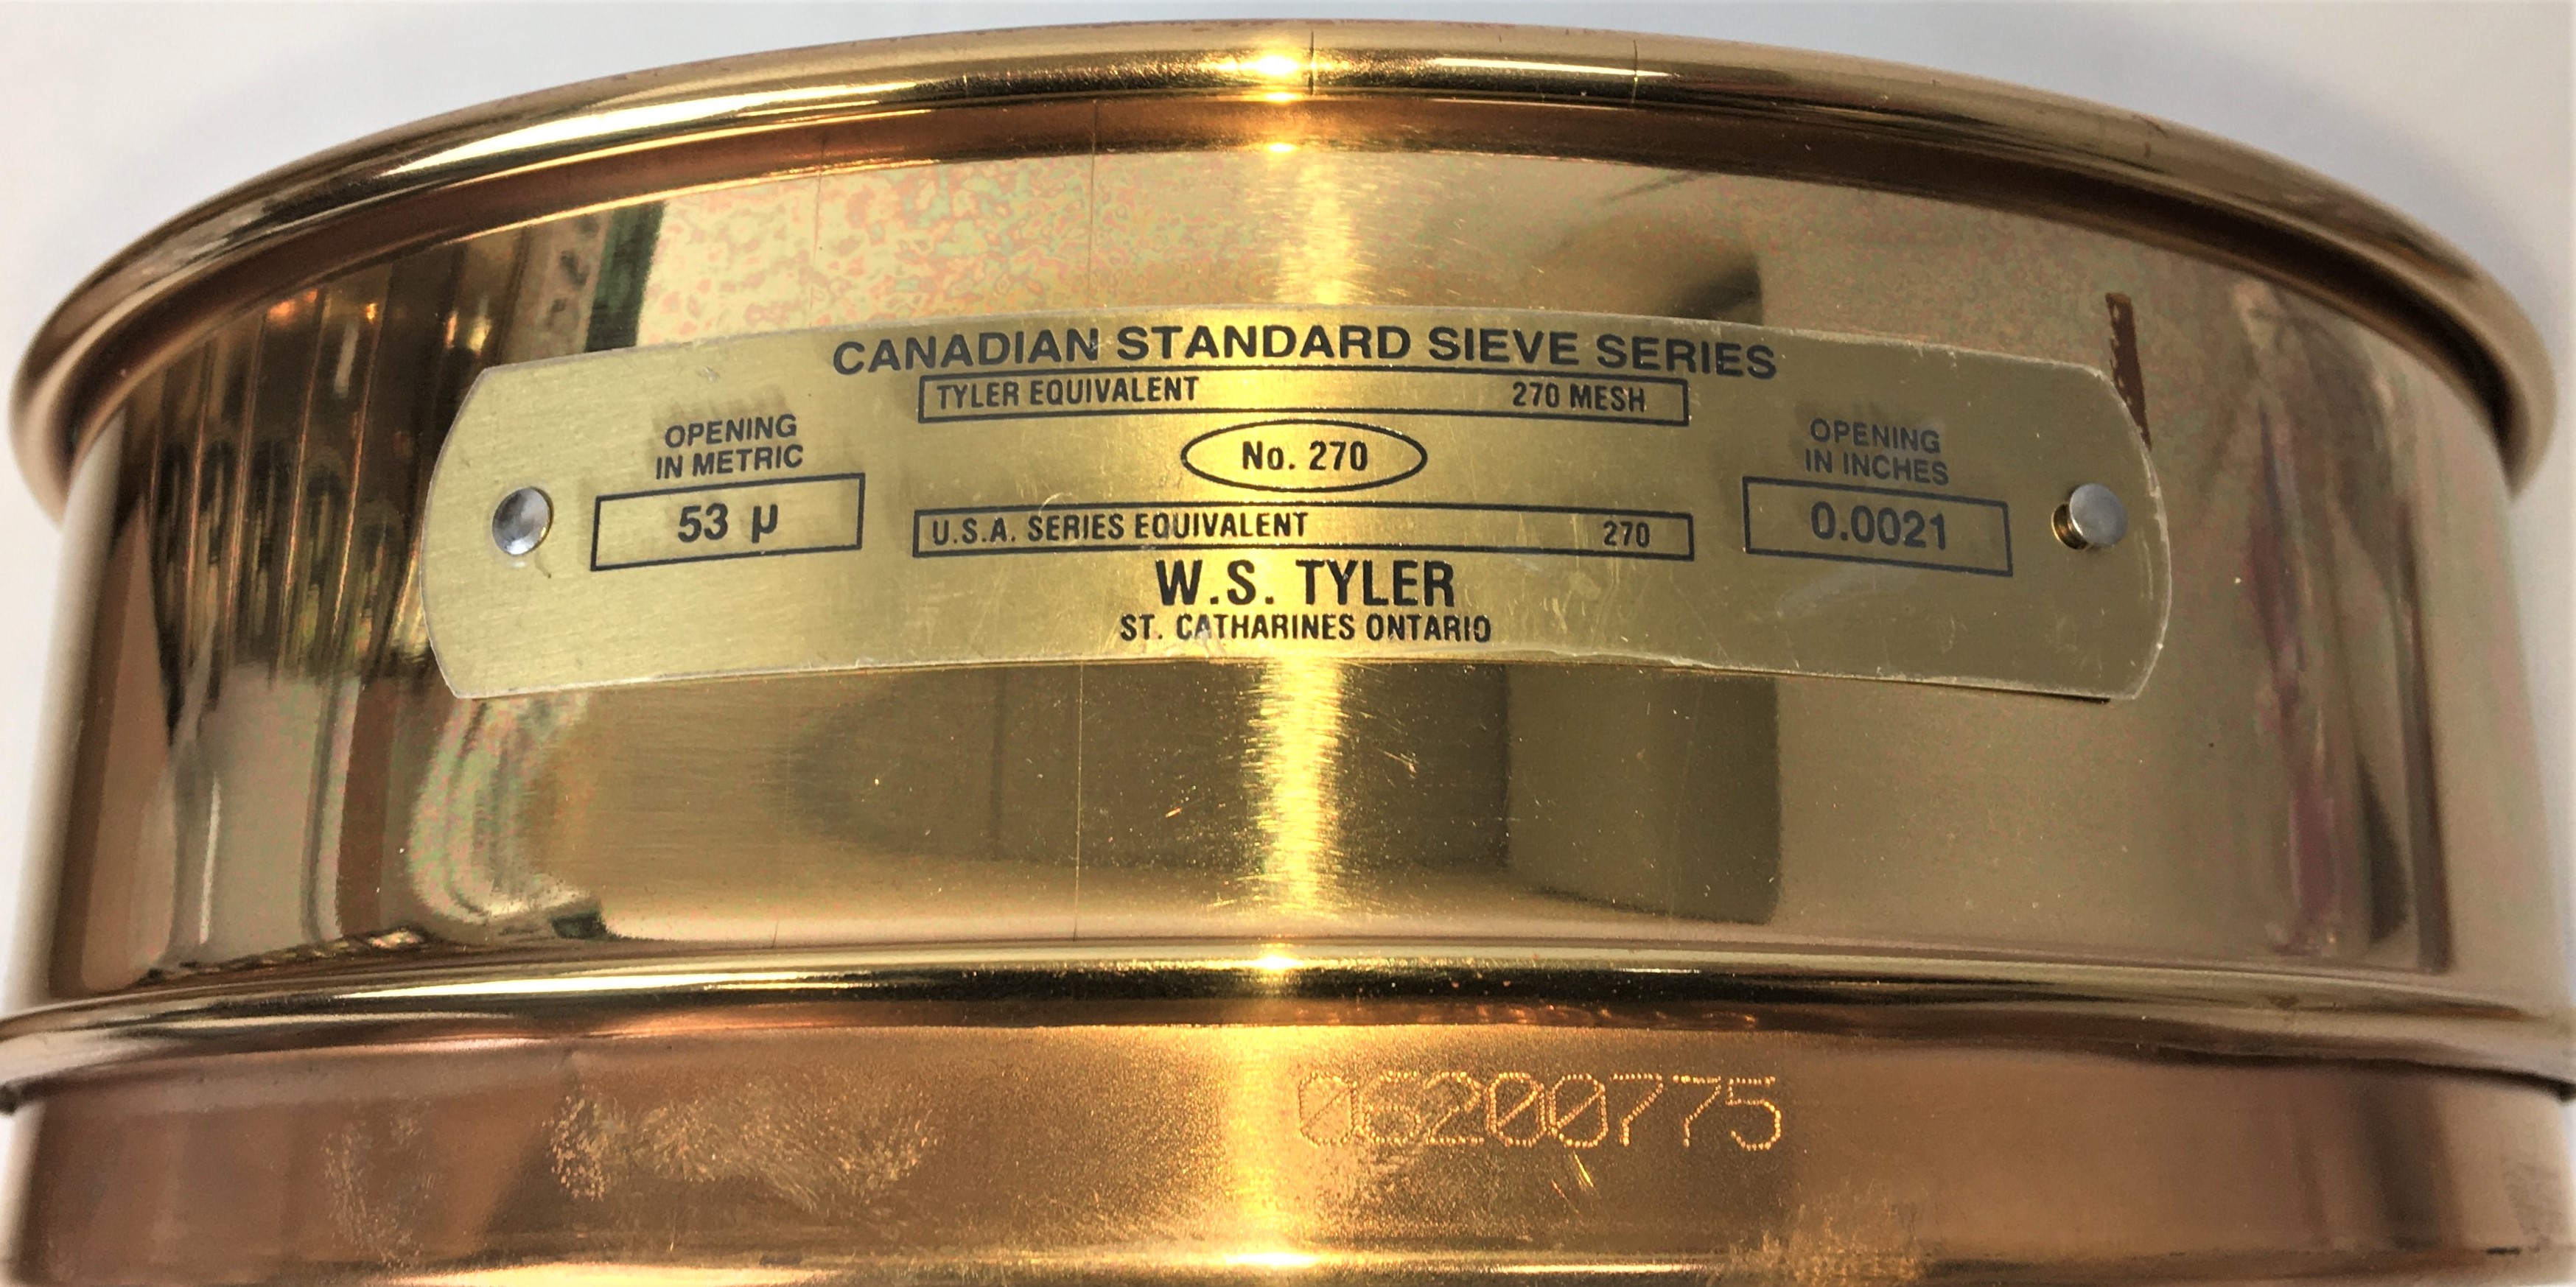 CANADIAN STANDARD SIEVE SERIES
TYLER EQUIVALENT 270 MESH
OPENING
IN METRIC
53 µ
No. 270
OPENING
IN INCHES
0.0021
U.S.A. SERIES EQUIVALENT 270
W.S. TYLER
ST. CATHARINES ONTARIO
06200775